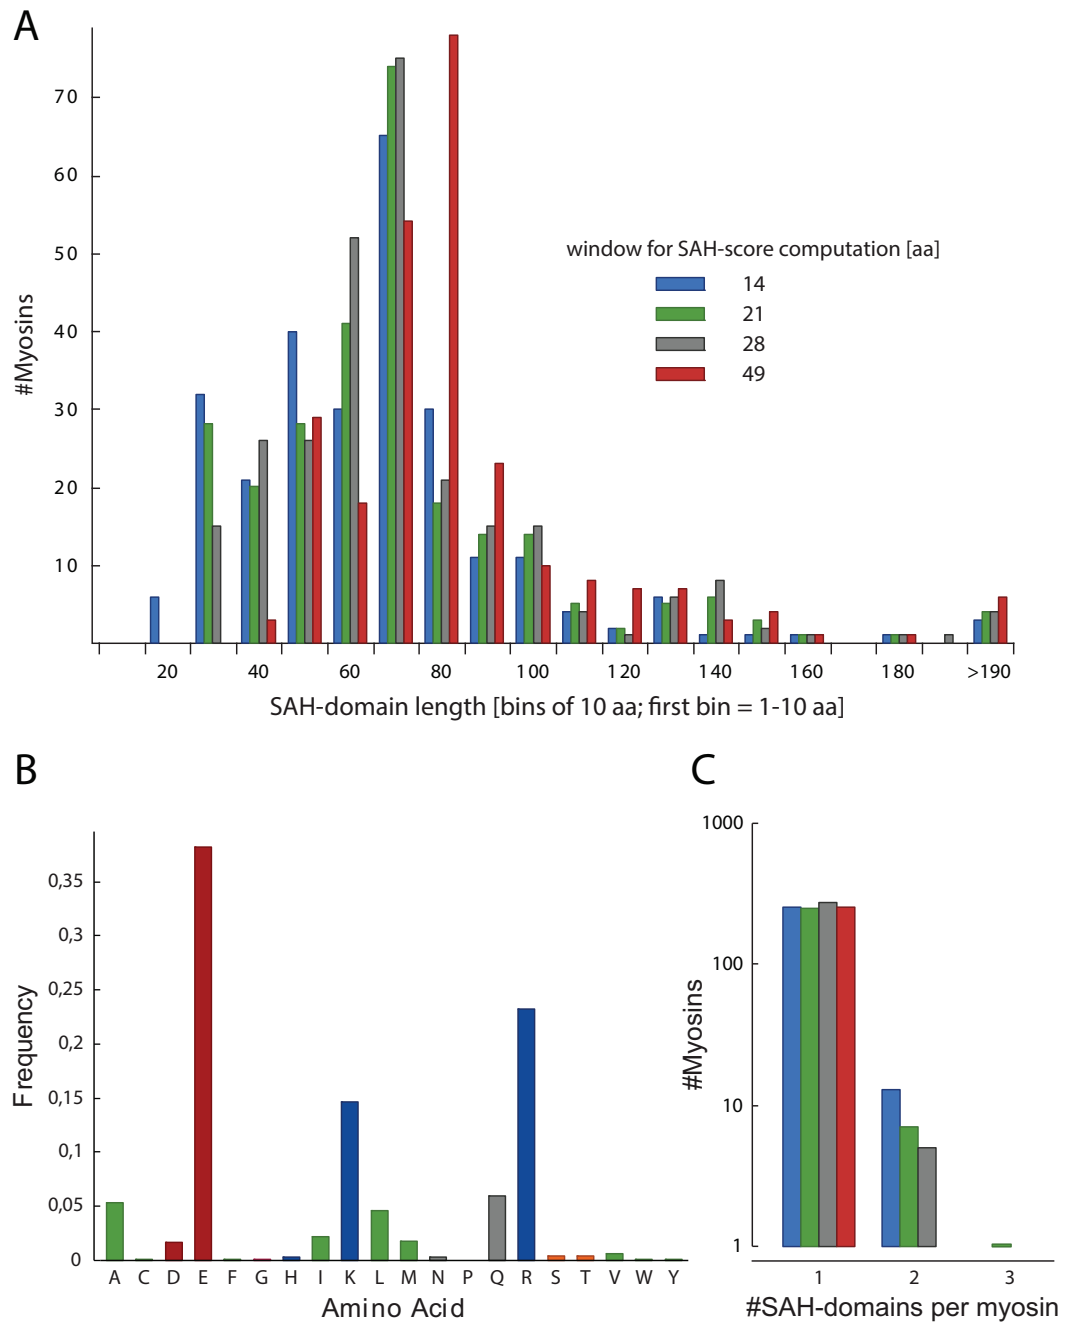 A
70
60
50
40
30
20
10
#Myosins
window for SAH-score computation [aa]
14
21
28
49
20 40 60 80 100 120 140 160 180 >190
SAH-domain length [bins of 10 aa; first bin = 1-10 aa]
B
0,35
0,3
0,25
0,2
0,15
0,1
0,05
0
Frequency
A C D E F G H I K L M N P Q R S T V W Y
Amino Acid
C
1000
100
10
1
#Myosins
1 2 3
#SAH-domains per myosin